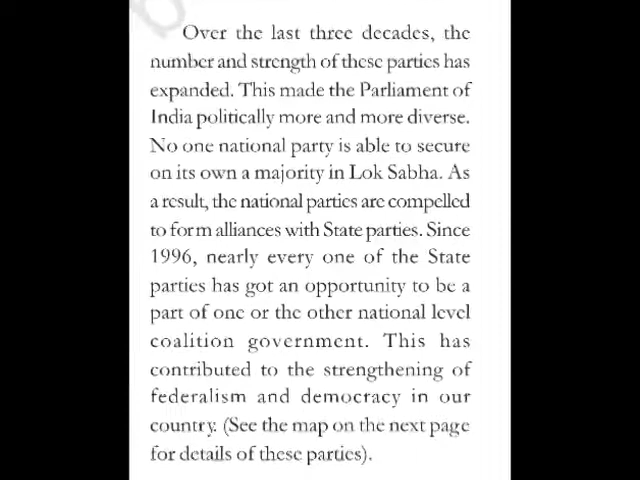 Over the last three decades, the
number and strength of these parties has
expanded. This made the Parliament of
India politically more and more diverse.
No one national party is able to secure
on its own a majority in Lok Sabha. As
a result, the national parties are compelled
to form alliances with State parties. Since
1996, nearly every one of the State
parties has got an opportunity to be a
part of one or the other national level
coalition government. This has
contributed to the strengthening of
federalism and democracy in our
country. (See the map on the next page
for details of these parties).